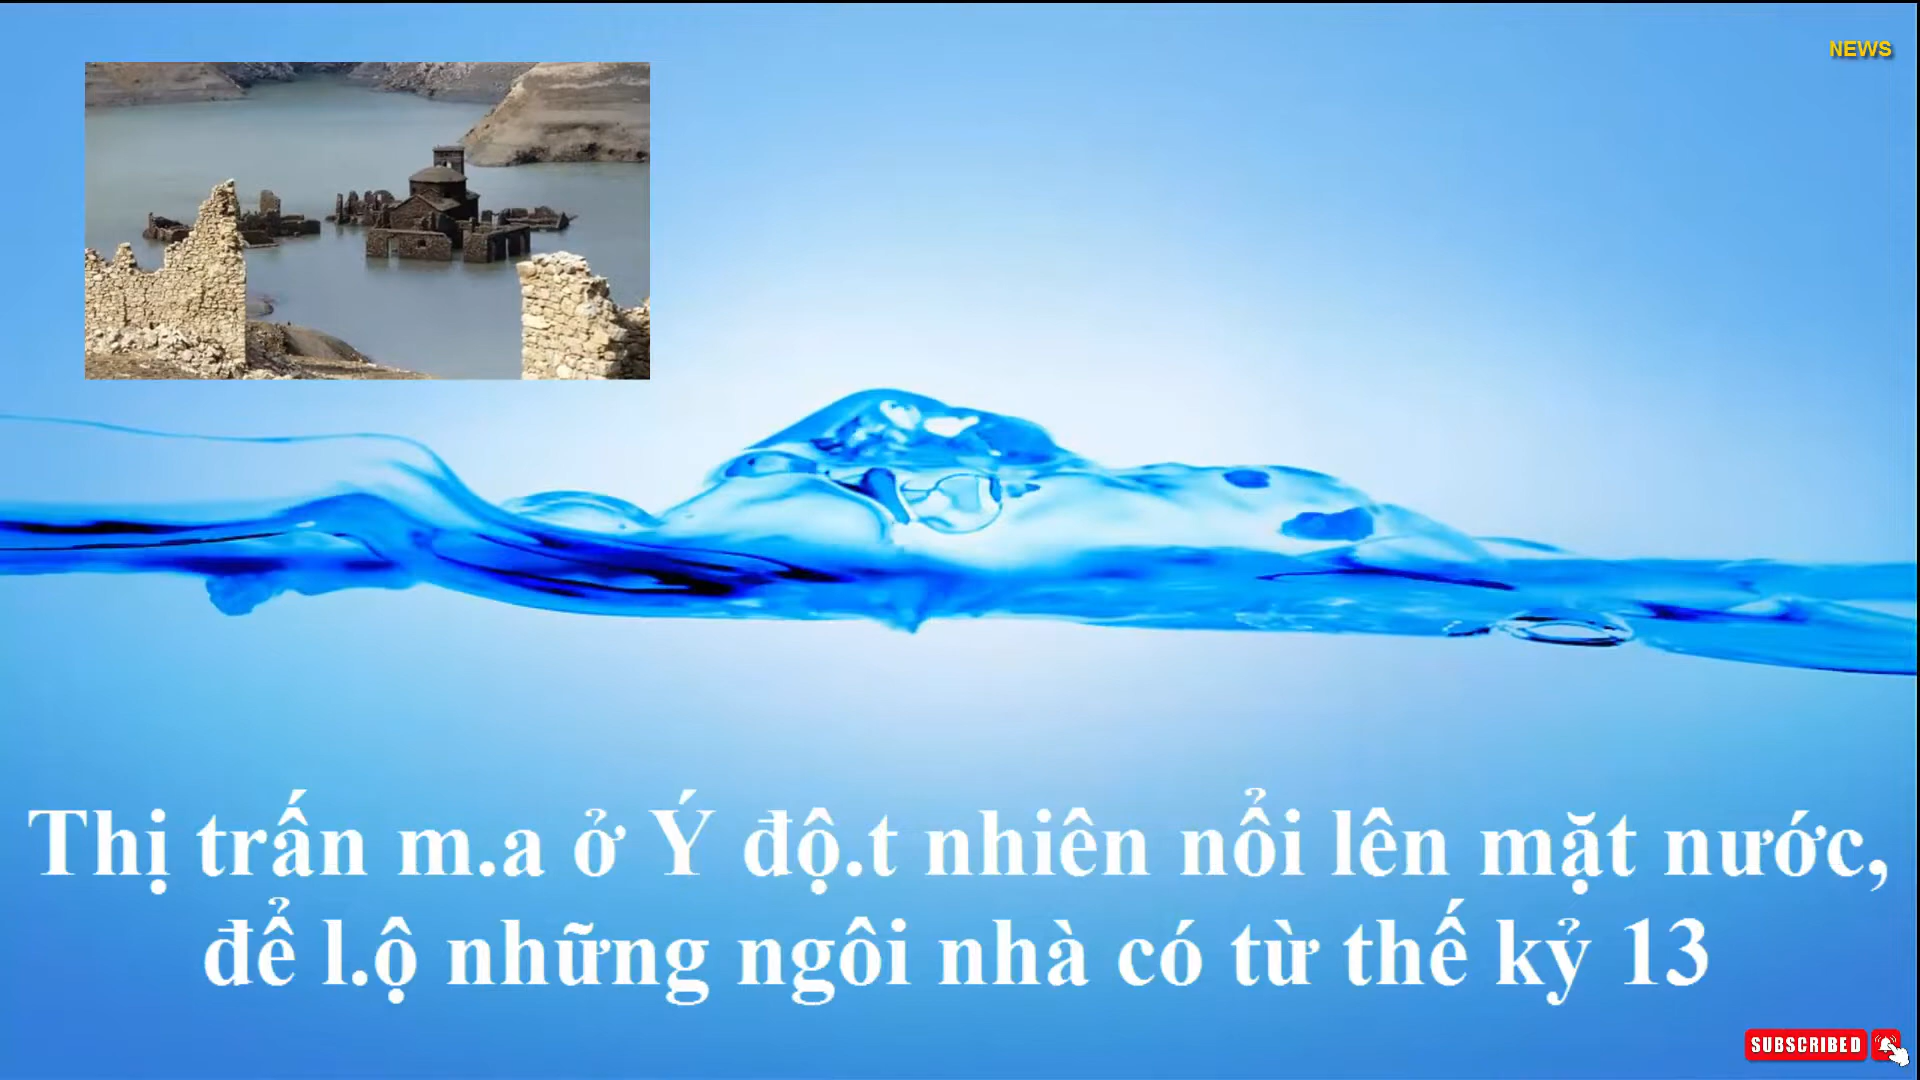 NEWS
Thị trấn m.a ở Ý độ.t nhiên nổi lên mặt nước,
để l.ộ những ngôi nhà có từ thế kỷ 13
SUBSCRIBED